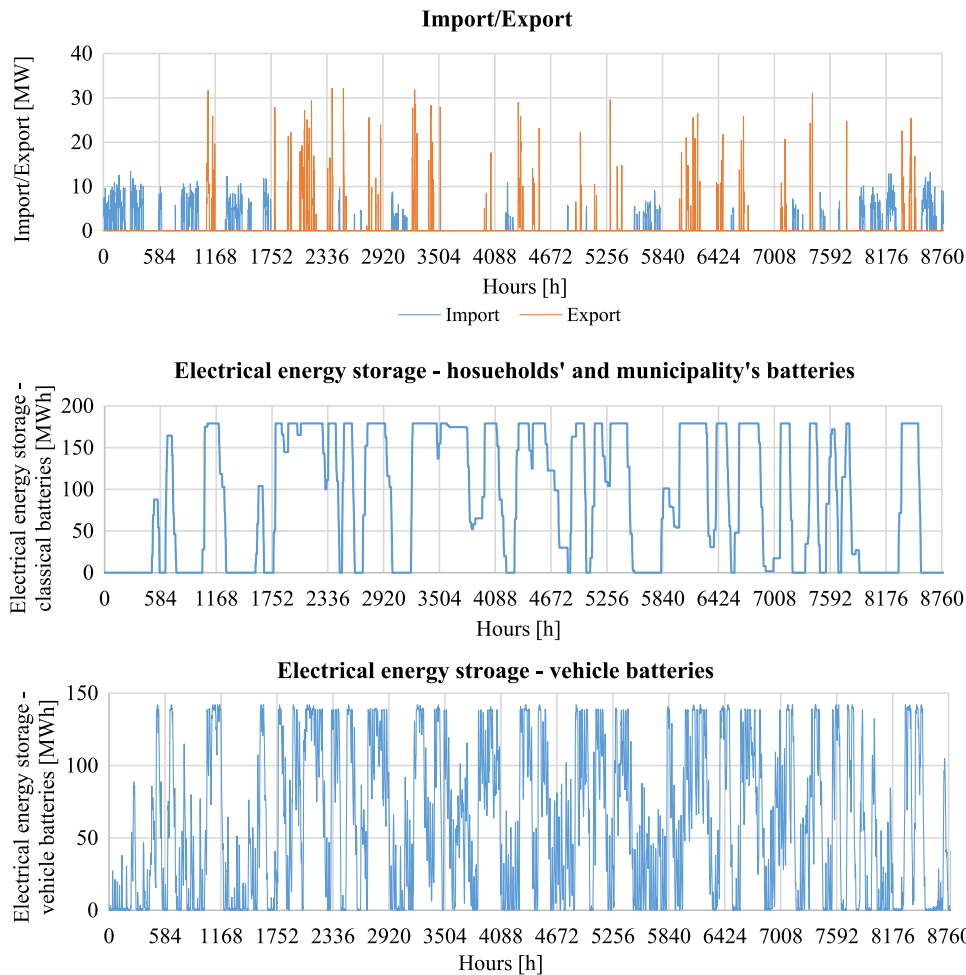 Import/Export
Import/Export [MW]
40
30
20
10
0
0 584 1168 1752 2336 2920 3504 4088 4672 5256 5840 6424 7008 7592 8176 8760
Hours [h]
Import Export
Electrical energy storage - hosueholds' and municipality's batteries
Electrical energy storage -
classical batteries [MWh]
200
150
100
50
0
0 584 1168 1752 2336 2920 3504 4088 4672 5256 5840 6424 7008 7592 8176 8760
Hours [h]
Electrical energy stroage - vehicle batteries
Electrical energy storage -
vehicle batteries [MWh]
150
100
50
0
0 584 1168 1752 2336 2920 3504 4088 4672 5256 5840 6424 7008 7592 8176 8760
Hours [h]